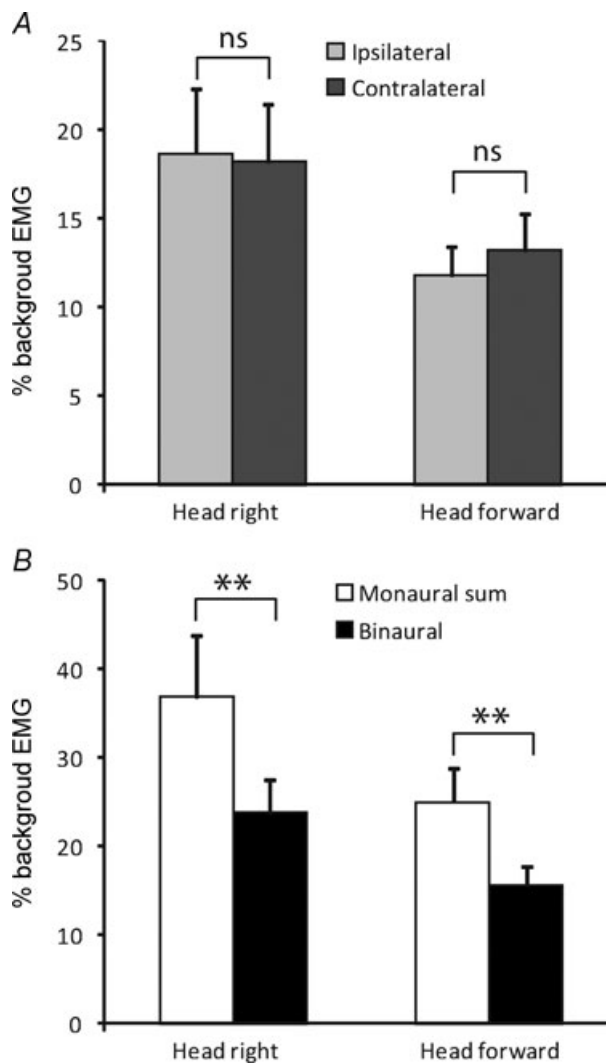 A
% backgroud EMG
25
20
15
10
5
0
ns
ns
Ipsilateral
Contralateral
Head right
Head forward
B
% backgroud EMG
50
40
30
20
10
0
**
**
Monaural sum
Binaural
Head right
Head forward